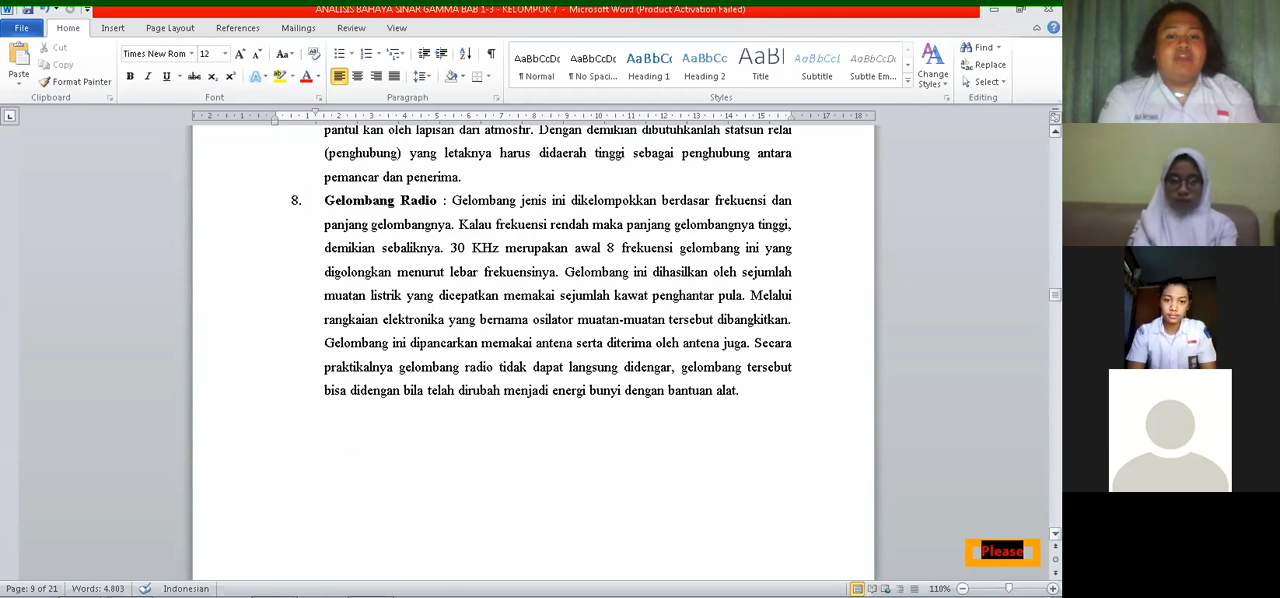 ANALISIS BAHAYA SINAR GAMMA BAB 1-3 - KELOMPOK 7 - Microsoft Word (Product Activation Failed)
File Home Insert Page Layout References Mailings Review View
Cut
Copy
Format Painter
Paste
Times New Rom 12
Find
Replace
Select
Change
Styles
AaBbCcDc AaBbCcDc AaBbC AaBbCc AaBl AaBbCcL AaBbCcDc
¶ Normal ¶ No Spaci... Heading 1 Heading 2 Title Subtitle Subtle Em...
Clipboard Font Paragraph Styles Editing
pantul kan oleh lapisan dari atmosfir. Dengan demikian dibutuhkanlah statsun relai
(penghubung) yang letaknya harus didaerah tinggi sebagai penghubung antara
pemancar dan penerima.
8. Gelombang Radio : Gelombang jenis ini dikelompokkan berdasar frekuensi dan
panjang gelombangnya. Kalau frekuensi rendah maka panjang gelombangnya tinggi,
demikian sebaliknya. 30 KHz merupakan awal 8 frekuensi gelombang ini yang
digolongkan menurut lebar frekuensinya. Gelombang ini dihasilkan oleh sejumlah
muatan listrik yang dicepatkan memakai sejumlah kawat penghantar pula. Melalui
rangkaian elektronika yang bernama osilator muatan-muatan tersebut dibangkitkan.
Gelombang ini dipancarkan memakai antena serta diterima oleh antena juga. Secara
praktikalnya gelombang radio tidak dapat langsung didengar, gelombang tersebut
bisa didengan bila telah dirubah menjadi energi bunyi dengan bantuan alat.
Please
Page: 9 of 21 Words: 4.803 Indonesian 110%